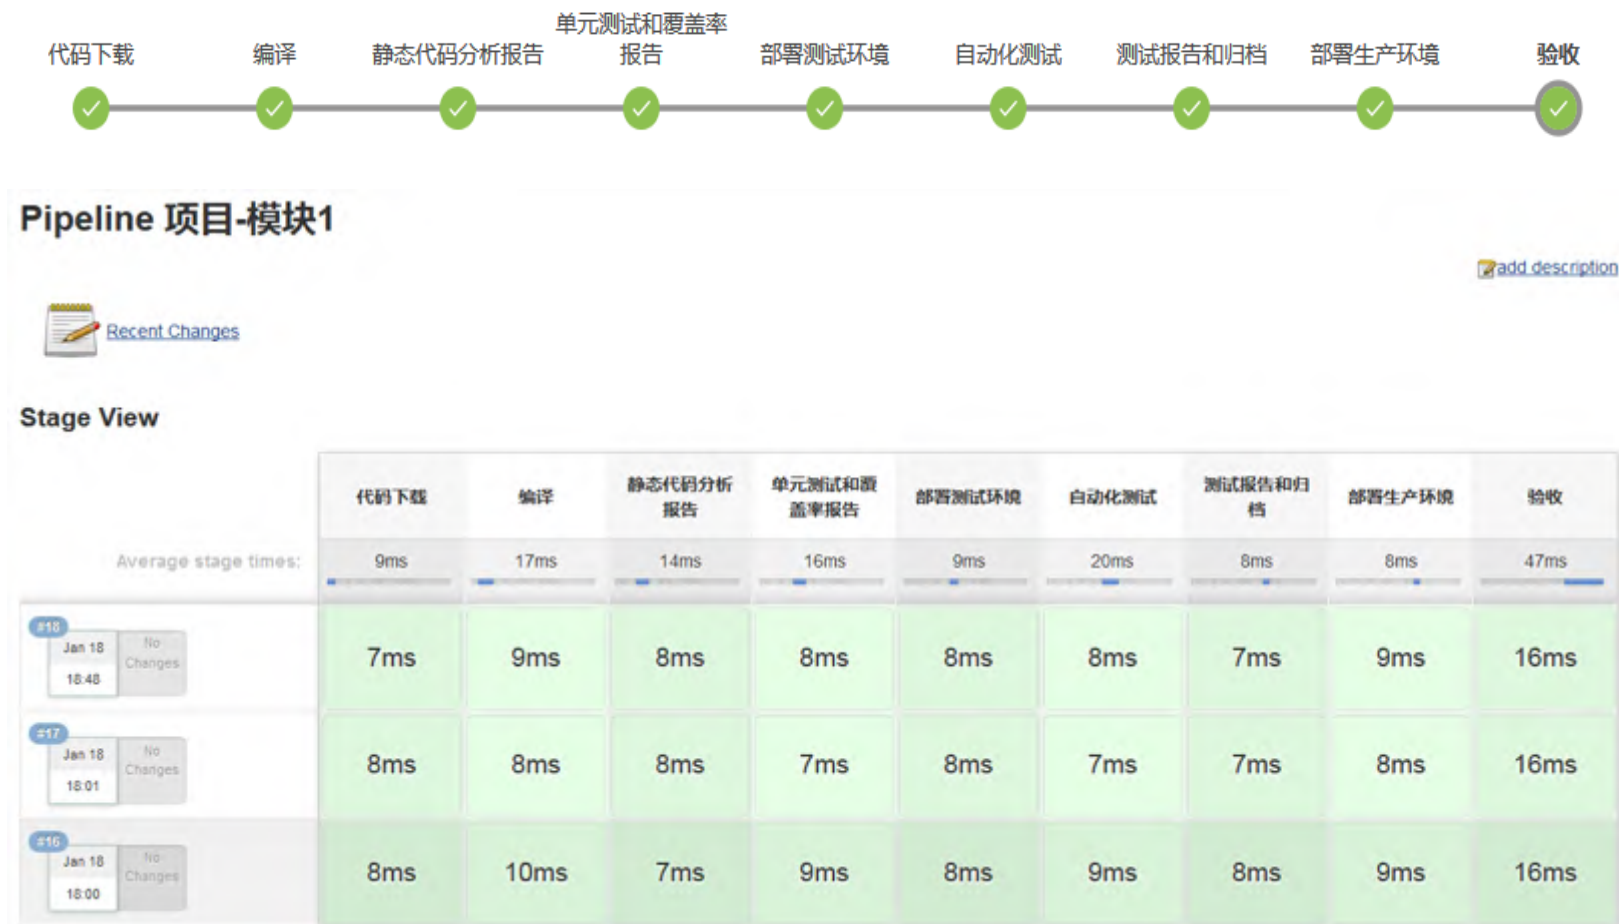 单元测试和覆盖率
代码下载 编译 静态代码分析报告 报告 部署测试环境 自动化测试 测试报告和归档 部署生产环境 验收
Pipeline 项目-模块1
add description
Recent Changes
Stage View
代码下载 编译 静态代码分析 单元测试和覆 部署测试环境 自动化测试 测试报告和归 部署生产环境 验收
报告 盖率报告 档
Average stage times: 9ms 17ms 14ms 16ms 9ms 20ms 8ms 8ms 47ms
#18
Jan 18 No
Changes
18:48
7ms 9ms 8ms 8ms 8ms 8ms 7ms 9ms 16ms
#17
Jan 18 No
Changes
18:01
8ms 8ms 8ms 7ms 8ms 7ms 7ms 8ms 16ms
#16
Jan 18 No
Changes
18:00
8ms 10ms 7ms 9ms 8ms 9ms 8ms 9ms 16ms